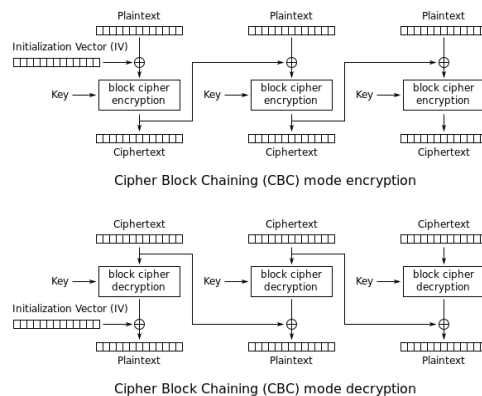 Plaintext Plaintext Plaintext
Initialization Vector (IV)
Key block cipher encryption Key block cipher encryption Key block cipher encryption
Ciphertext Ciphertext Ciphertext
Cipher Block Chaining (CBC) mode encryption
Ciphertext Ciphertext Ciphertext
Key block cipher decryption Key block cipher decryption Key block cipher decryption
Initialization Vector (IV)
Plaintext Plaintext Plaintext
Cipher Block Chaining (CBC) mode decryption